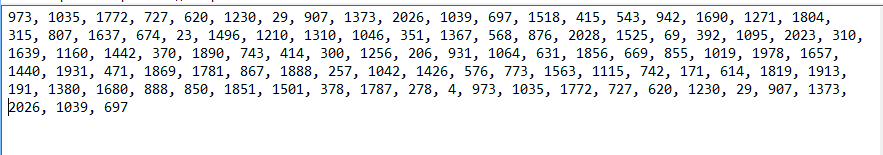 973, 1035, 1772, 727, 620, 1230, 29, 907, 1373, 2026, 1039, 697, 1518, 415, 543, 942, 1690, 1271, 1804,
315, 807, 1637, 674, 23, 1496, 1210, 1310, 1046, 351, 1367, 568, 876, 2028, 1525, 69, 392, 1095, 2023, 310,
1639, 1160, 1442, 370, 1890, 743, 414, 300, 1256, 206, 931, 1064, 631, 1856, 669, 855, 1019, 1978, 1657,
1440, 1931, 471, 1869, 1781, 867, 1888, 257, 1042, 1426, 576, 773, 1563, 1115, 742, 171, 614, 1819, 1913,
191, 1380, 1680, 888, 850, 1851, 1501, 378, 1787, 278, 4, 973, 1035, 1772, 727, 620, 1230, 29, 907, 1373,
2026, 1039, 697